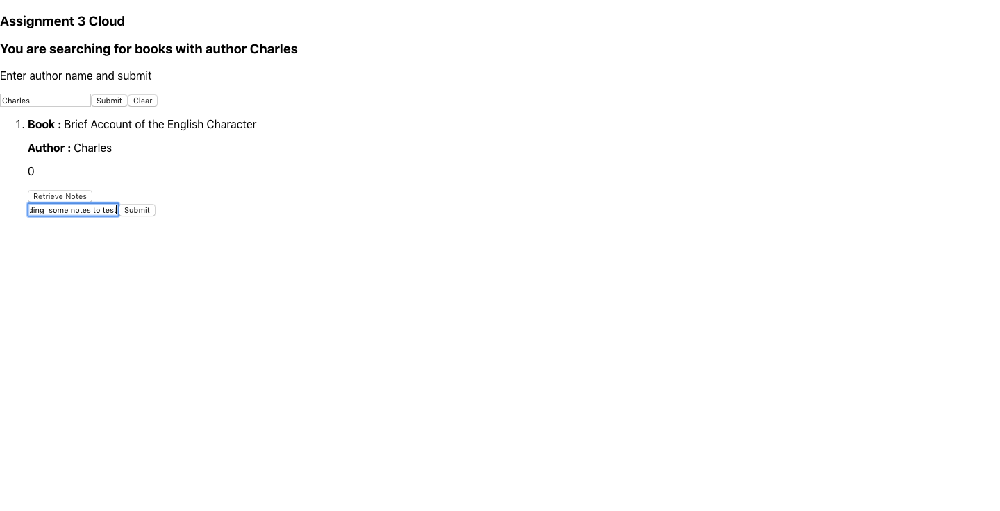 Assignment 3 Cloud
You are searching for books with author Charles
Enter author name and submit
Charles Submit Clear
1. Book : Brief Account of the English Character
Author : Charles
0
Retrieve Notes
ding  some notes to test Submit